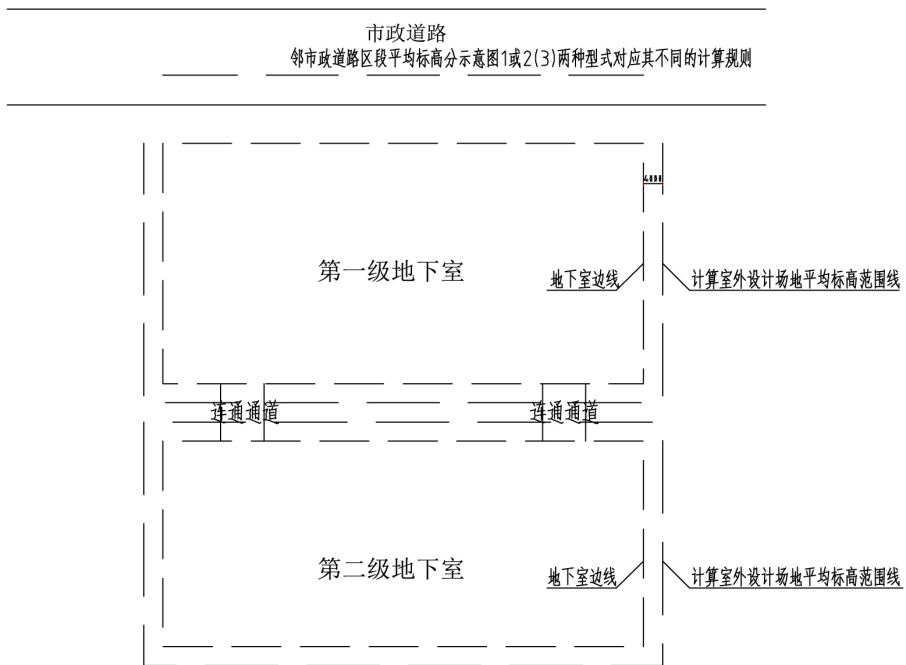 市政道路
邻市政道路区段平均标高分示意图1或2(3)两种型式对应其不同的计算规则
4000
第一级地下室
地下室边线
计算室外设计场地平均标高范围线
连通通道
连通通道
第二级地下室
地下室边线
计算室外设计场地平均标高范围线